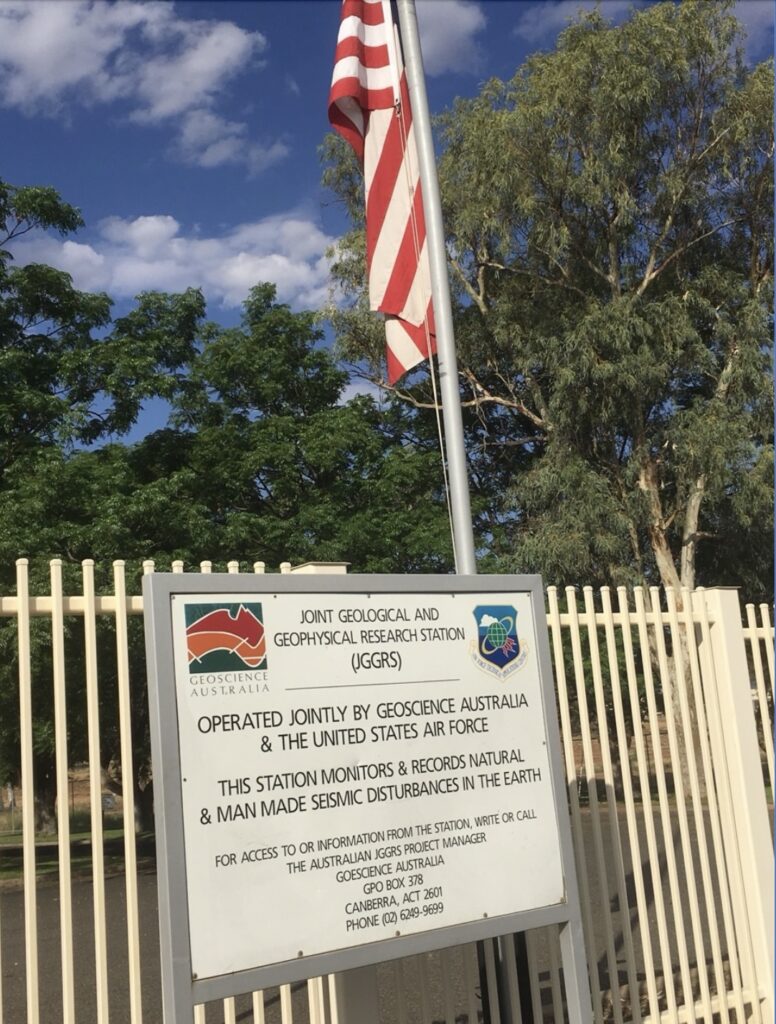 JOINT GEOLOGICAL AND
GEOPHYSICAL RESEARCH STATION
(JGGRS)
GEOSCIENCE
AUSTRALIA
OPERATED JOINTLY BY GEOSCIENCE AUSTRALIA
& THE UNITED STATES AIR FORCE
THIS STATION MONITORS & RECORDS NATURAL
& MAN MADE SEISMIC DISTURBANCES IN THE EARTH
FOR ACCESS TO OR INFORMATION FROM THE STATION, WRITE OR CALL
THE AUSTRALIAN JGGRS PROJECT MANAGER
GOESCIENCE AUSTRALIA
GPO BOX 378
CANBERRA, ACT 2601
PHONE (02) 6249-9699